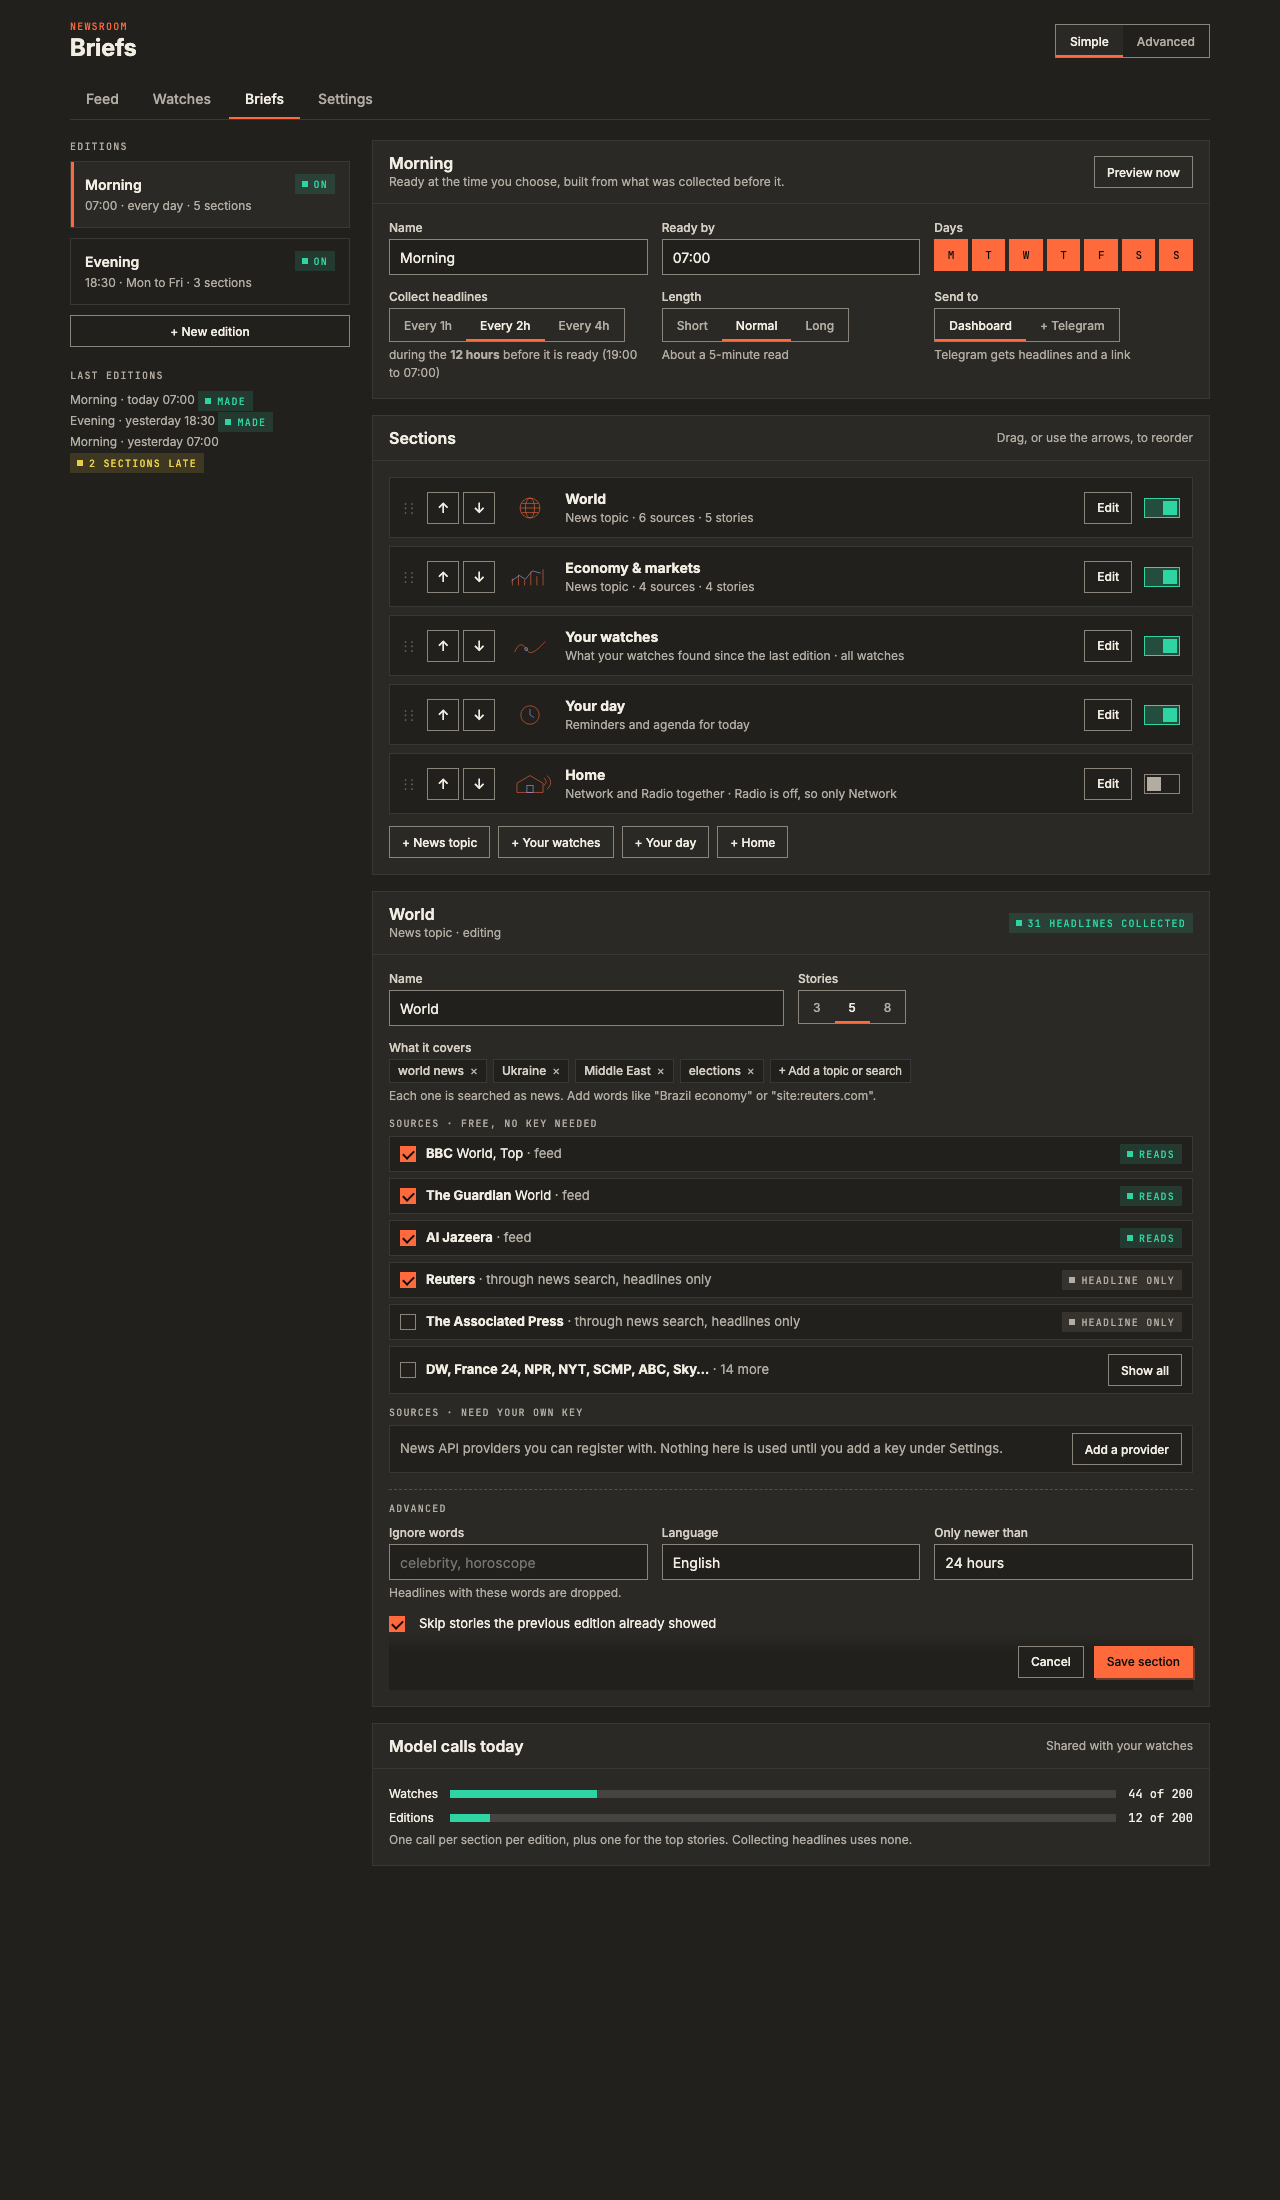 NEWSROOM
Briefs
Simple
Advanced
Feed
Watches
Briefs
Settings
EDITIONS
Morning
ON
07:00 · every day · 5 sections
Evening
ON
18:30 · Mon to Fri · 3 sections
+ New edition
LAST EDITIONS
Morning · today 07:00 MADE
Evening · yesterday 18:30 MADE
Morning · yesterday 07:00
2 SECTIONS LATE
Morning
Ready at the time you choose, built from what was collected before it.
Preview now
Name
Morning
Ready by
07:00
Days
M T W T F S S
Collect headlines
Every 1h Every 2h Every 4h
during the 12 hours before it is ready (19:00
to 07:00)
Length
Short Normal Long
About a 5-minute read
Send to
Dashboard + Telegram
Telegram gets headlines and a link
Sections
Drag, or use the arrows, to reorder
↑ ↓
World
News topic · 6 sources · 5 stories
Edit
↑ ↓
Economy & markets
News topic · 4 sources · 4 stories
Edit
↑ ↓
Your watches
What your watches found since the last edition · all watches
Edit
↑ ↓
Your day
Reminders and agenda for today
Edit
↑ ↓
Home
Network and Radio together · Radio is off, so only Network
Edit
+ News topic
+ Your watches
+ Your day
+ Home
World
News topic · editing
31 HEADLINES COLLECTED
Name
World
Stories
3 5 8
What it covers
world news ×
Ukraine ×
Middle East ×
elections ×
+ Add a topic or search
Each one is searched as news. Add words like "Brazil economy" or "site:reuters.com".
SOURCES · FREE, NO KEY NEEDED
BBC World, Top · feed
READS
The Guardian World · feed
READS
Al Jazeera · feed
READS
Reuters · through news search, headlines only
HEADLINE ONLY
The Associated Press · through news search, headlines only
HEADLINE ONLY
DW, France 24, NPR, NYT, SCMP, ABC, Sky... · 14 more
Show all
SOURCES · NEED YOUR OWN KEY
News API providers you can register with. Nothing here is used until you add a key under Settings.
Add a provider
ADVANCED
Ignore words
celebrity, horoscope
Headlines with these words are dropped.
Language
English
Only newer than
24 hours
Skip stories the previous edition already showed
Cancel
Save section
Model calls today
Shared with your watches
Watches
44 of 200
Editions
12 of 200
One call per section per edition, plus one for the top stories. Collecting headlines uses none.